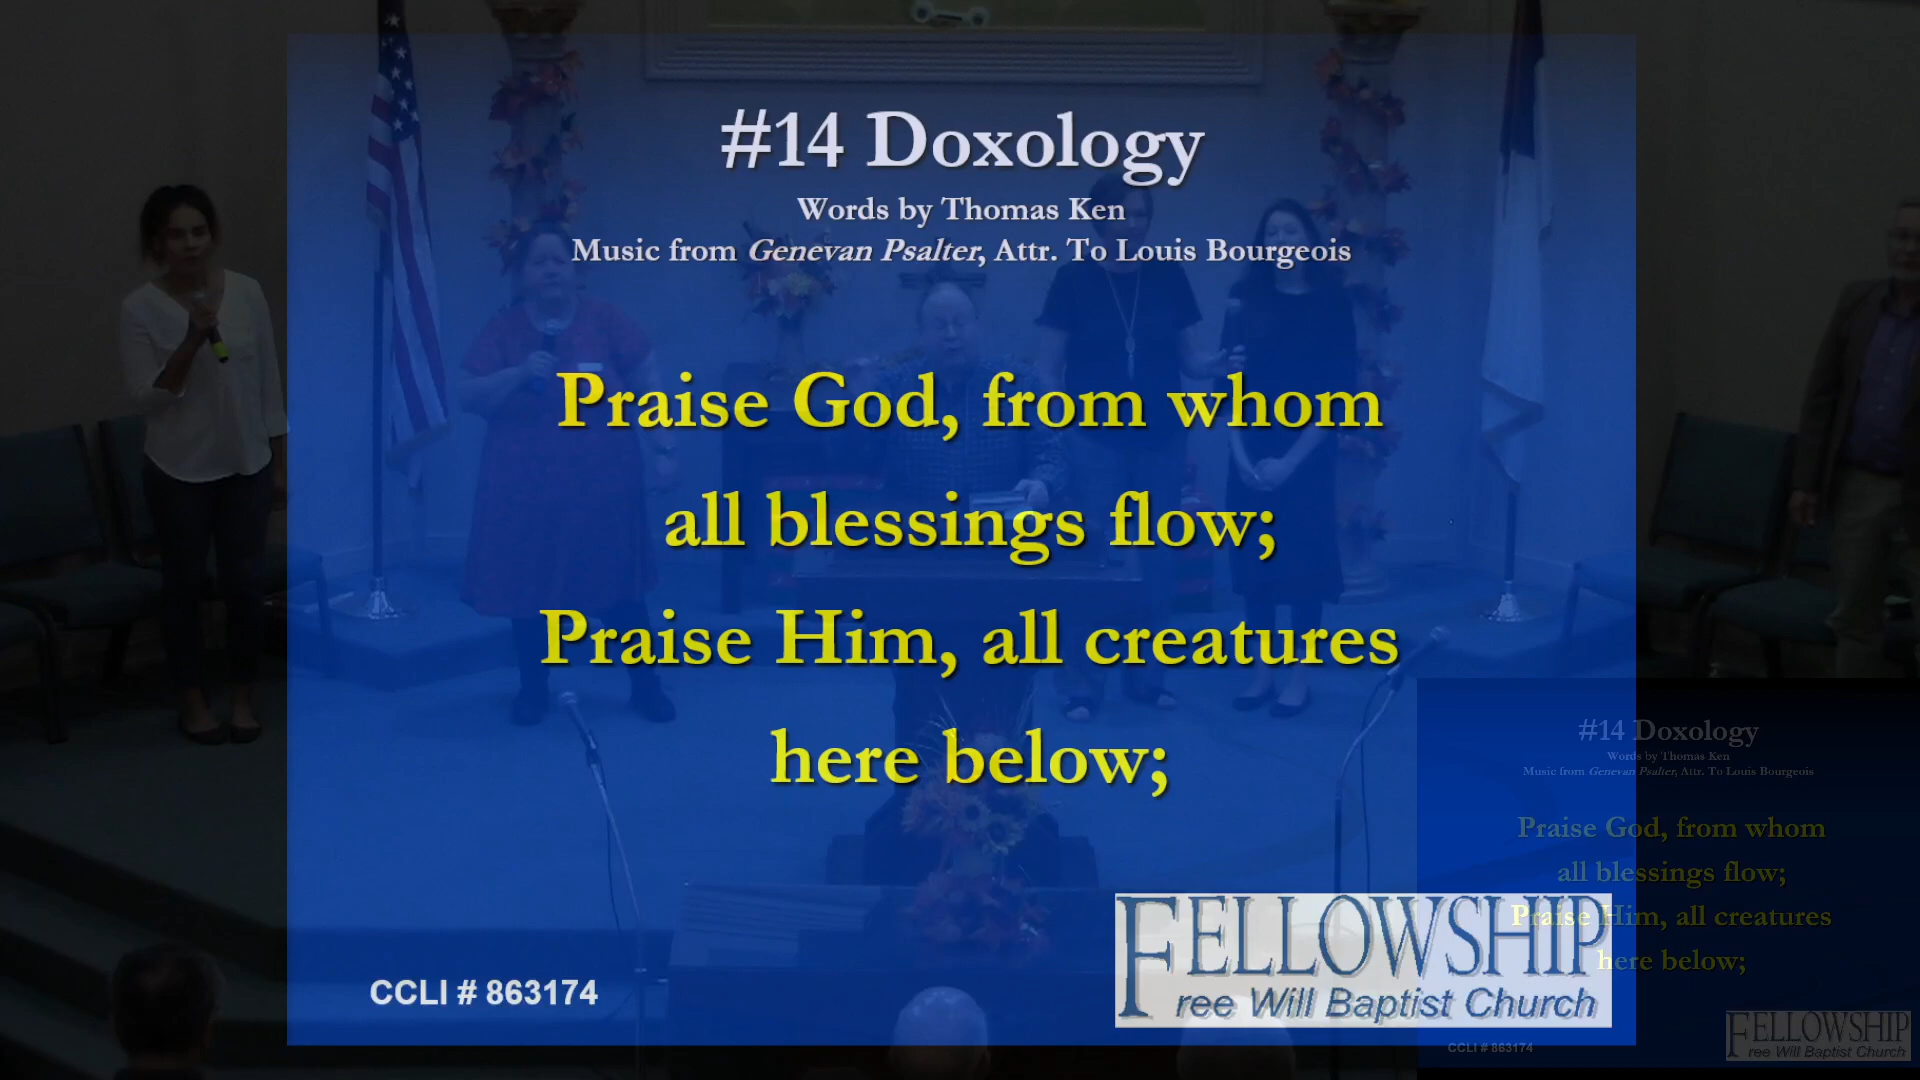 #14 Doxology
Words by Thomas Ken
Music from Genevan Psalter, Attr. To Louis Bourgeois
Praise God, from whom
all blessings flow;
Praise Him, all creatures
here below;
CCLI # 863174
FELLOWSHIP
ree Will Baptist Church
#14 Doxology
Words by Thomas Ken
Music from Genevan Psalter, Attr. To Louis Bourgeois
Praise God, from whom
all blessings flow;
Praise Him, all creatures
here below;
CCLI # 863174
FELLOWSHIP
ree Will Baptist Church